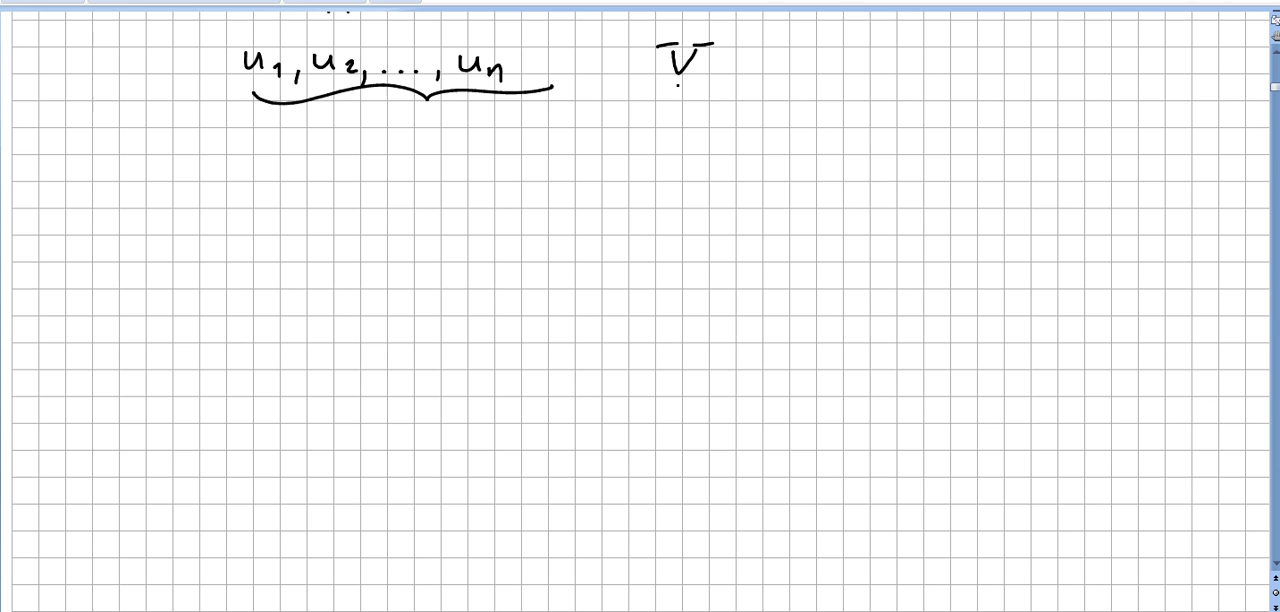 u₁, u₂, ..., uₙ V